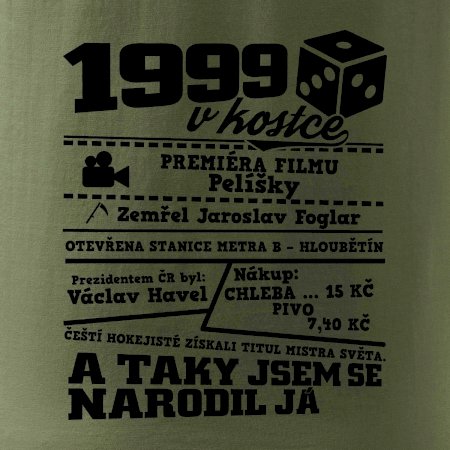 1999
v kostce
PREMIÉRA FILMU
Pelíšky
Zemřel Jaroslav Foglar
OTEVŘENA STANICE METRA B – HLOUBĚTÍN
Prezidentem ČR byl:
Václav Havel
Nákup:
CHLEBA ... 15 KČ
PIVO
7,40 KČ
ČEŠTÍ HOKEJISTÉ ZÍSKALI TITUL MISTRA SVĚTA.
A TAKY JSEM SE
NARODIL JÁ